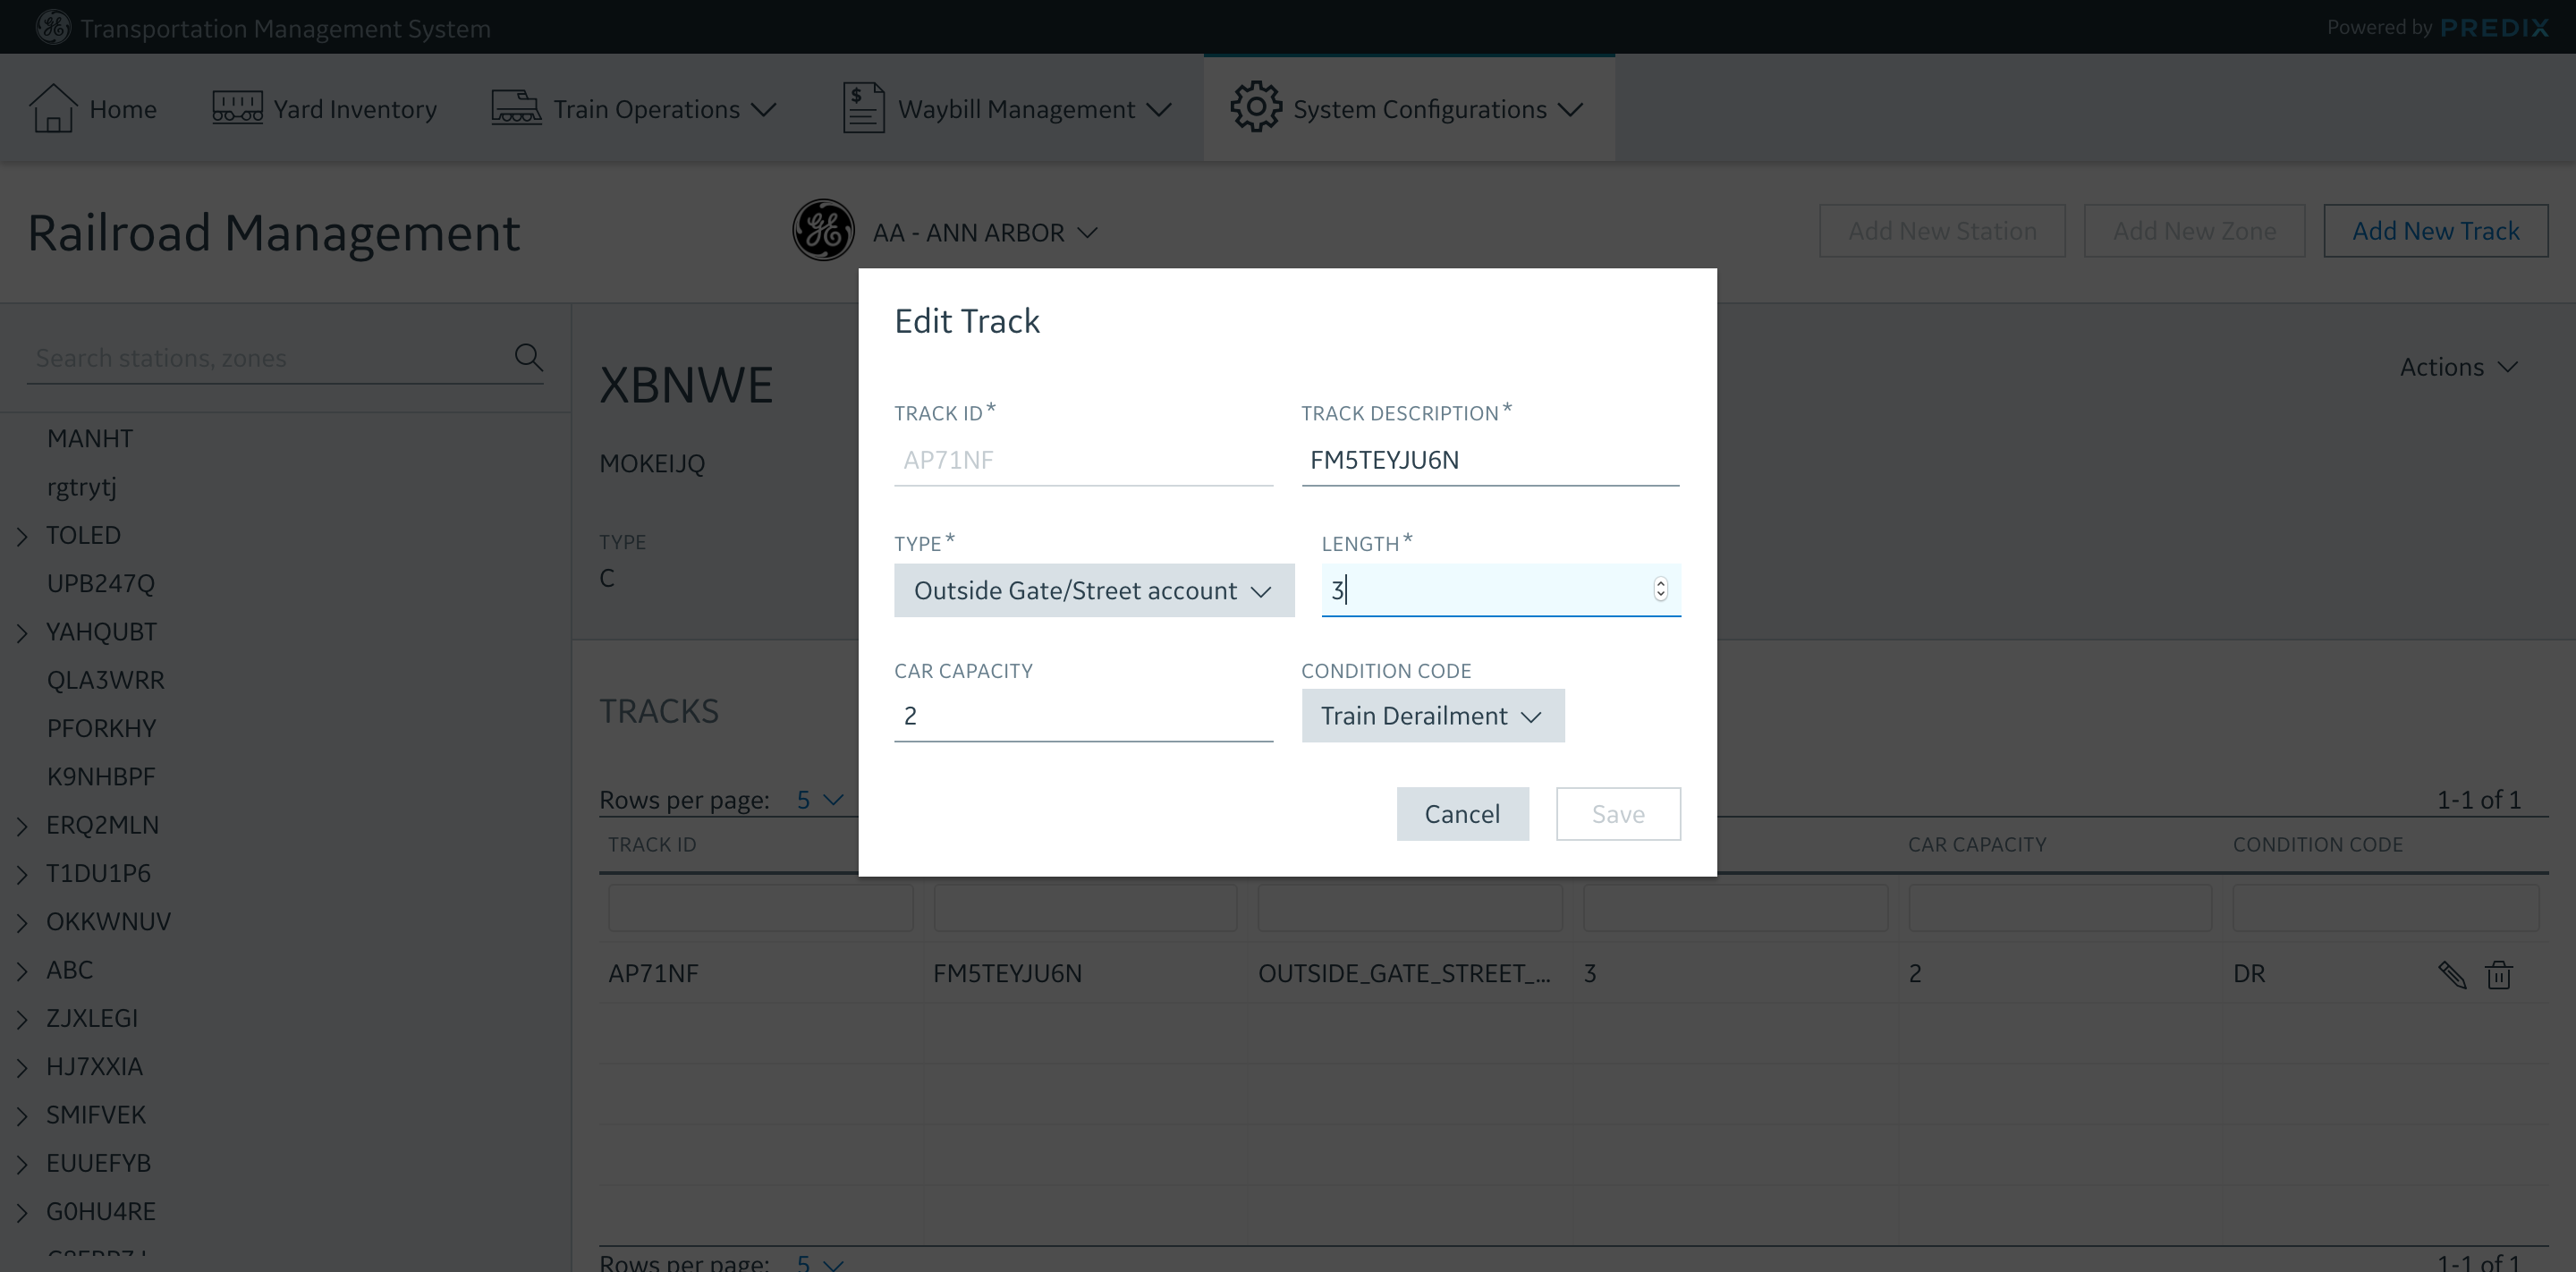 Transportation Management System
Powered by PREDIX
Home
Yard Inventory
Train Operations
Waybill Management
System Configurations
Railroad Management
AA - ANN ARBOR
Add New Station
Add New Zone
Add New Track
Search stations, zones
MANHT
rgtrytj
TOLED
UPB247Q
YAHQUBT
QLA3WRR
PFORKHY
K9NHBPF
ERQ2MLN
T1DU1P6
OKKWNUV
ABC
ZJXLEGI
HJ7XXIA
SMIFVEK
EUUEFYB
G0HU4RE
XBNWE
Actions
MOKEIJQ
TYPE
C
TRACKS
Rows per page: 5
1-1 of 1
TRACK ID
CAR CAPACITY
CONDITION CODE
AP71NF
FM5TEYJU6N
OUTSIDE_GATE_STREET_...
3
2
DR
Rows per page: 5
1-1 of 1
Edit Track
TRACK ID*
AP71NF
TRACK DESCRIPTION*
FM5TEYJU6N
TYPE*
Outside Gate/Street account
LENGTH*
3
CAR CAPACITY
2
CONDITION CODE
Train Derailment
Cancel
Save